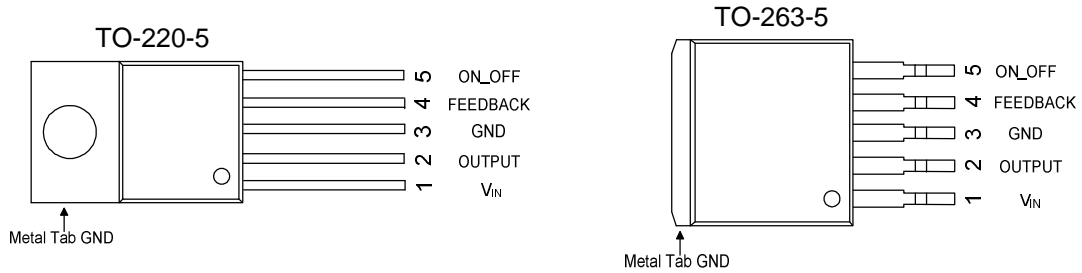 TO-220-5
5 ON_OFF
4 FEEDBACK
3 GND
2 OUTPUT
1 VIN
Metal Tab GND
TO-263-5
5 ON_OFF
4 FEEDBACK
3 GND
2 OUTPUT
1 VIN
Metal Tab GND